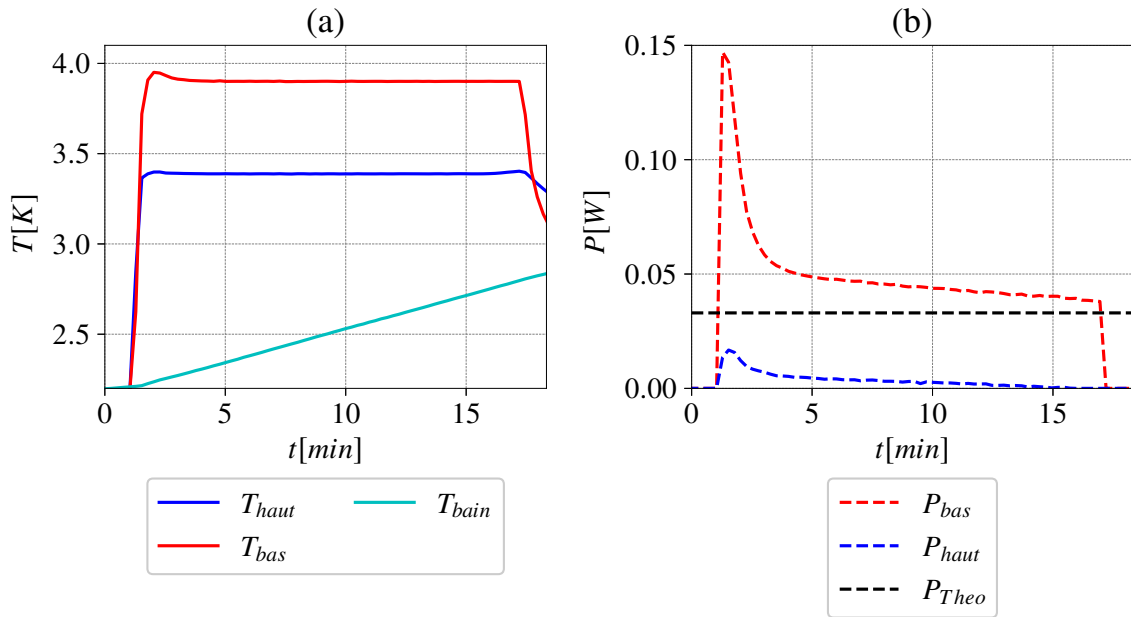 (a)
4.0
3.5
3.0
2.5
T[K]
0 5 10 15
t[min]
T_haut T_bain
T_bas
(b)
0.15
0.10
0.05
0.00
P[W]
0 5 10 15
t[min]
P_bas
P_haut
P_Theo